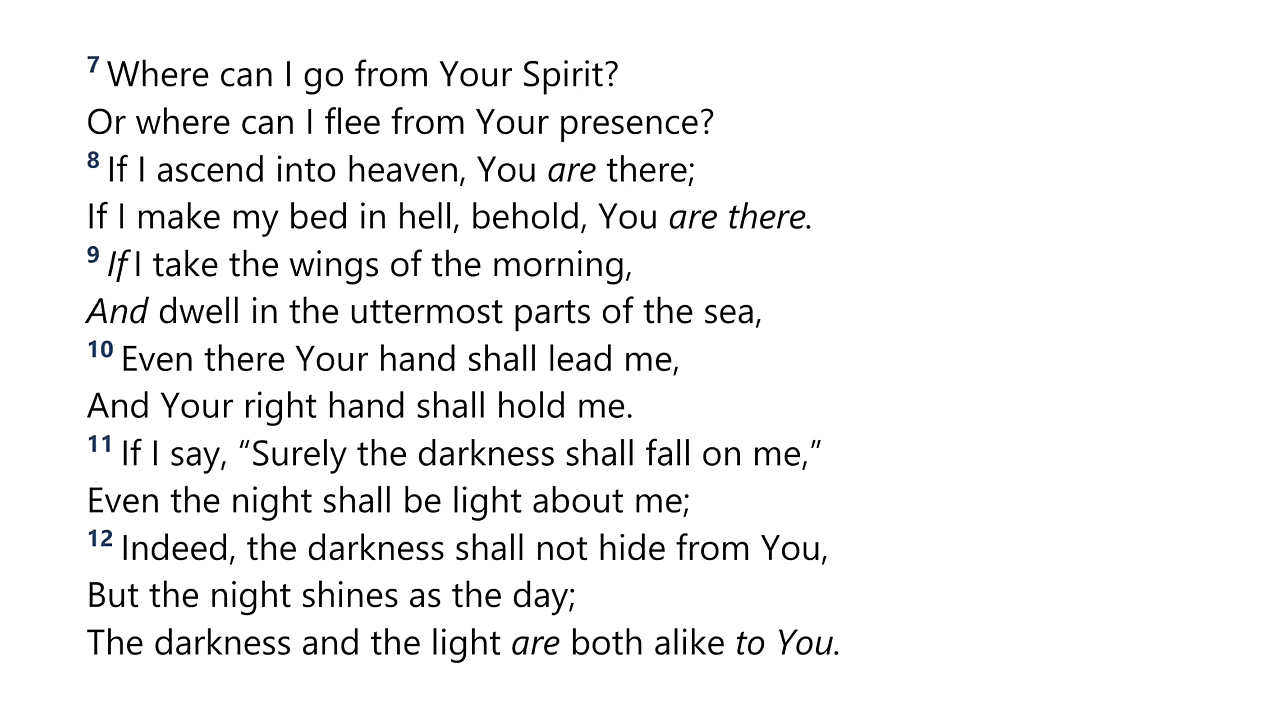 7 Where can I go from Your Spirit?
Or where can I flee from Your presence?
8 If I ascend into heaven, You are there;
If I make my bed in hell, behold, You are there.
9 If I take the wings of the morning,
And dwell in the uttermost parts of the sea,
10 Even there Your hand shall lead me,
And Your right hand shall hold me.
11 If I say, “Surely the darkness shall fall on me,”
Even the night shall be light about me;
12 Indeed, the darkness shall not hide from You,
But the night shines as the day;
The darkness and the light are both alike to You.